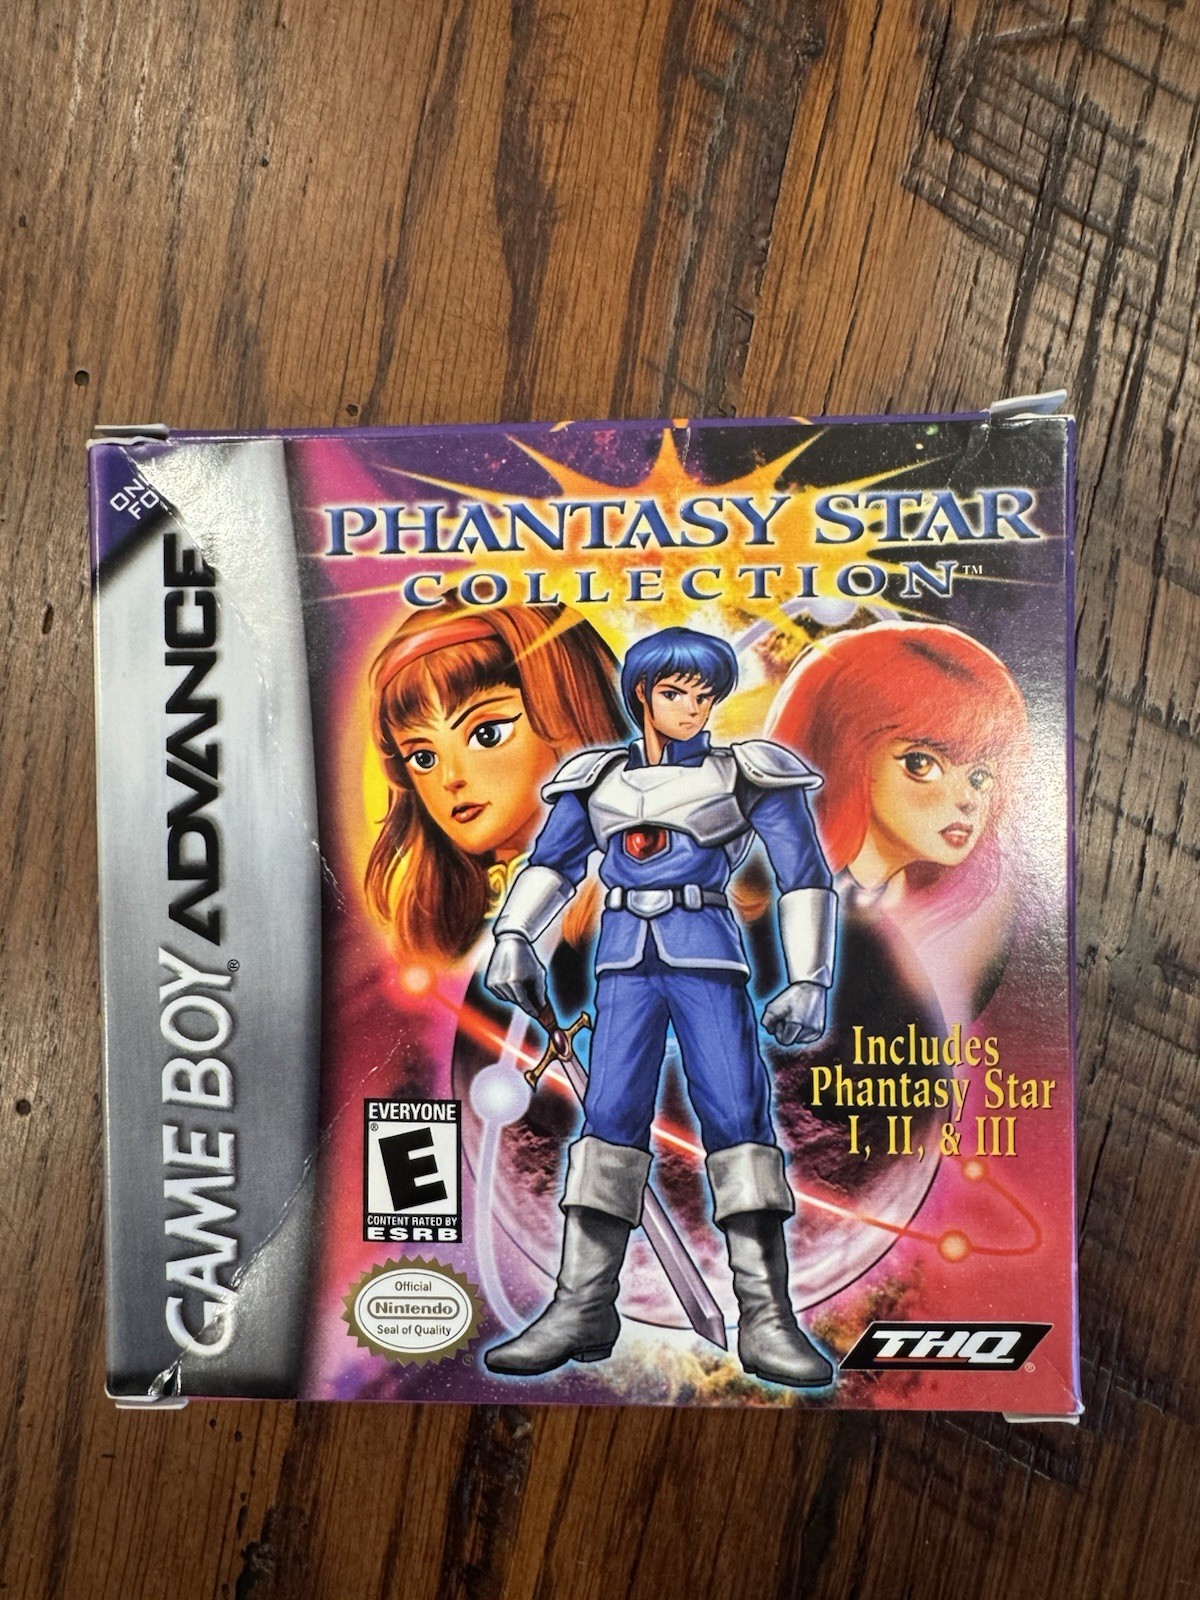 PHANTASY STAR
COLLECTION™
GAME BOY® ADVANCE
Includes
Phantasy Star
I, II, & III
EVERYONE
E
®
CONTENT RATED BY
ESRB
Official
Nintendo
Seal of Quality
®
THQ®